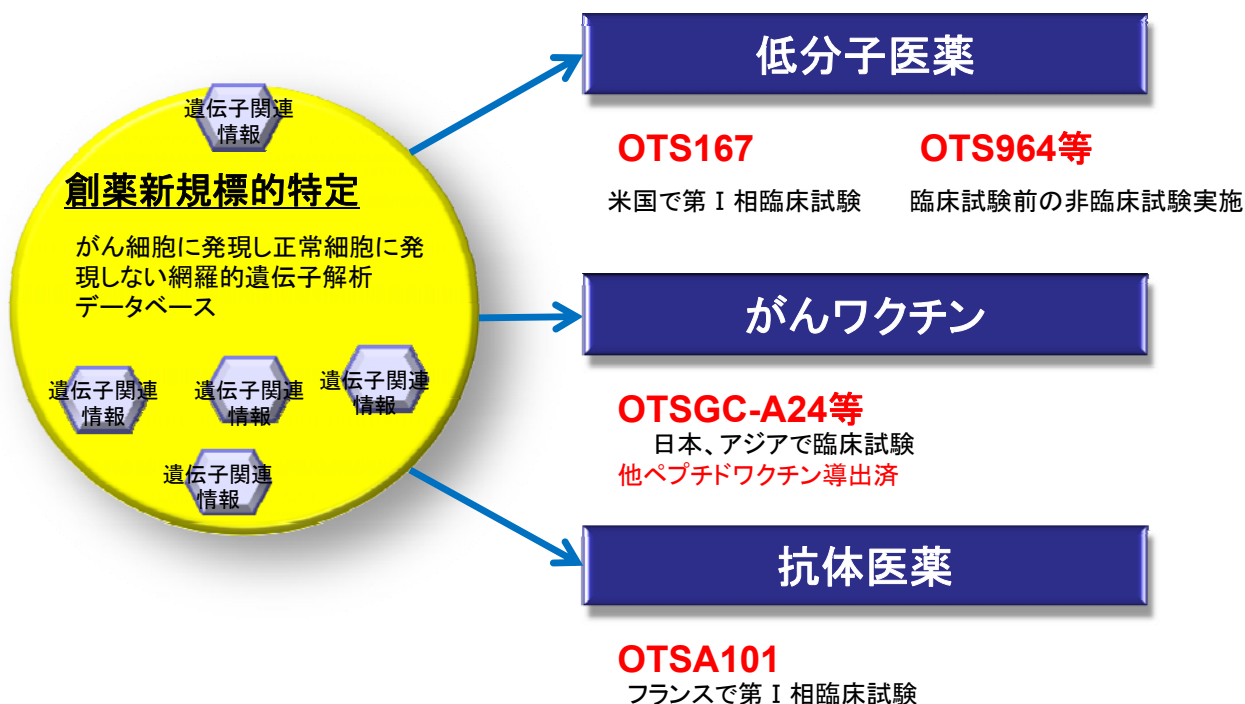 遺伝子関連
情報
創薬新規標的特定
がん細胞に発現し正常細胞に発
現しない網羅的遺伝子解析
データベース
遺伝子関連
情報
遺伝子関連
情報
遺伝子関連
情報
遺伝子関連
情報
低分子医薬
OTS167
米国で第Ⅰ相臨床試験
OTS964等
臨床試験前の非臨床試験実施
がんワクチン
OTSGC-A24等
日本、アジアで臨床試験
他ペプチドワクチン導出済
抗体医薬
OTSA101
フランスで第Ⅰ相臨床試験